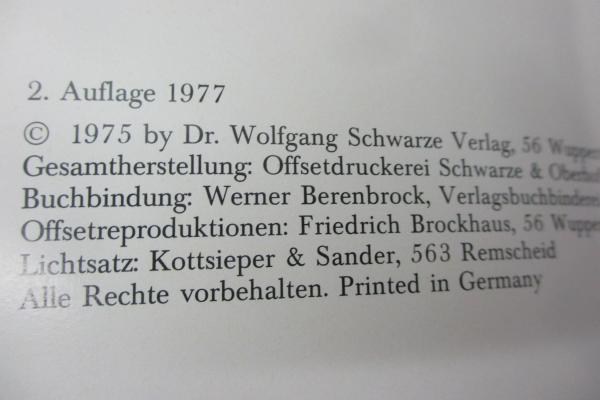 2. Auflage 1977
© 1975 by Dr. Wolfgang Schwarze Verlag, 56
Gesamtherstellung: Offsetdruckerei Schwarze &
Buchbindung: Werner Berenbrock, Verlagsbuchbinderei
Offsetreproduktionen: Friedrich Brockhaus, 56
Lichtsatz: Kottsieper & Sander, 563 Remscheid
Alle Rechte vorbehalten. Printed in Germany